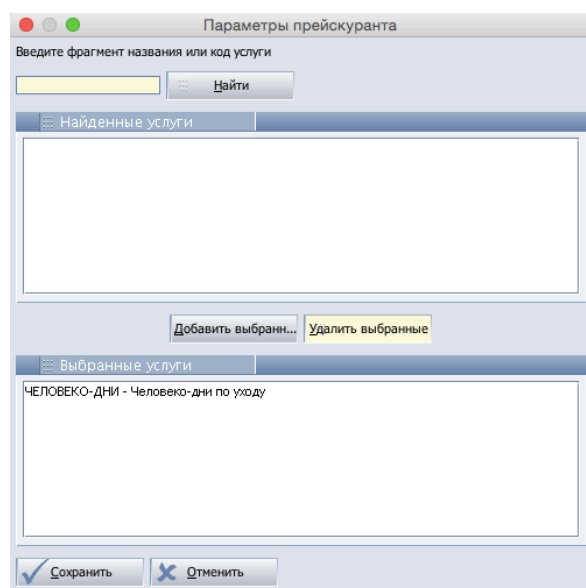 Параметры прейскуранта
Введите фрагмент названия или код услуги
Найти
Найденные услуги
Добавить выбранн... Удалить выбранные
Выбранные услуги
ЧЕЛОВЕКО-ДНИ - Человеко-дни по уходу
Сохранить Отменить